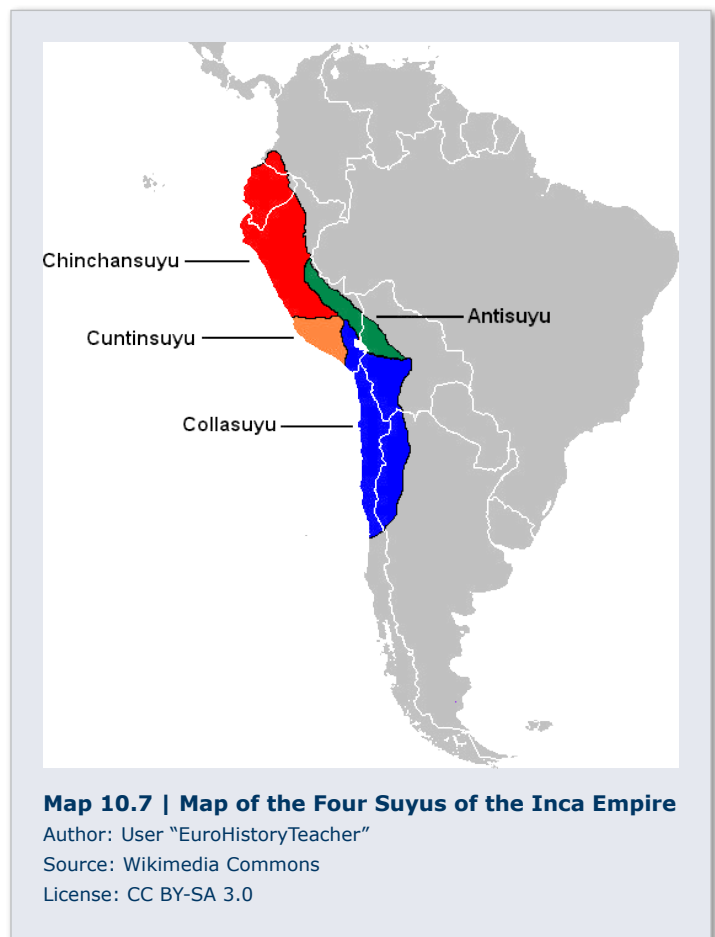 Chinchansuyu
Antisuyu
Cuntinsuyu
Collasuyu
Map 10.7 | Map of the Four Suyus of the Inca Empire
Author: User “EuroHistoryTeacher”
Source: Wikimedia Commons
License: CC BY-SA 3.0